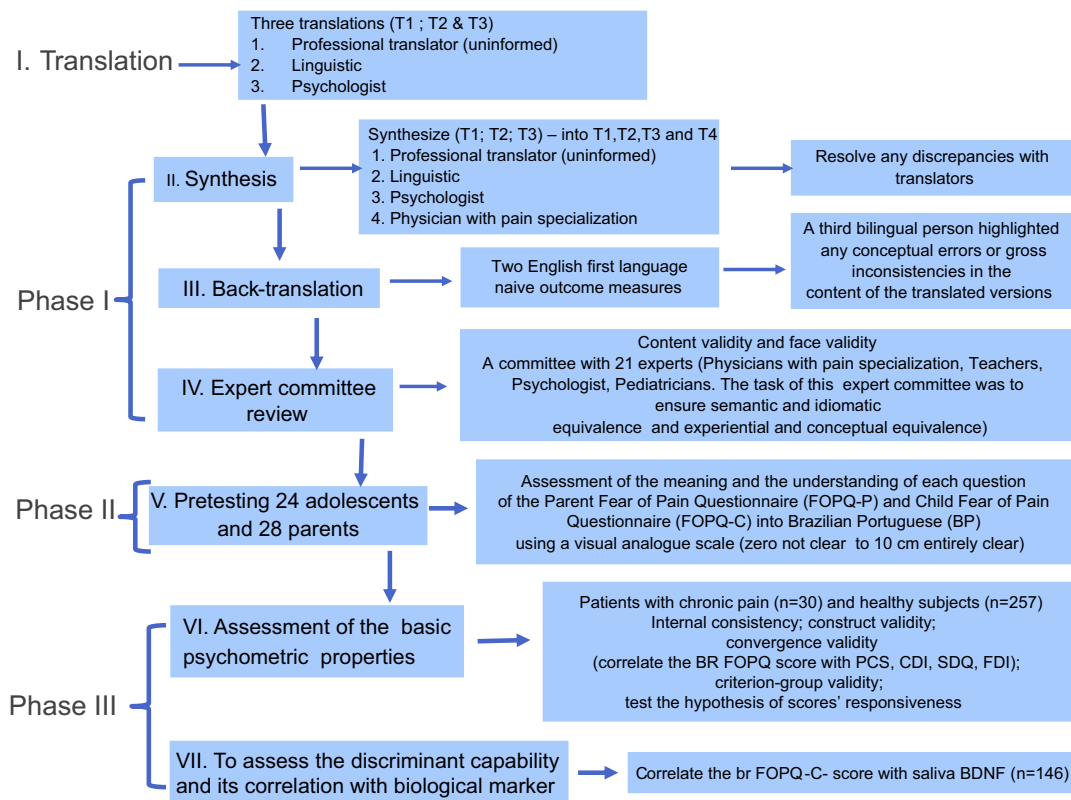 Three translations (T1 ; T2 & T3)
1. Professional translator (uninformed)
2. Linguistic
3. Psychologist
I. Translation
Synthesize (T1; T2; T3) – into T1,T2,T3 and T4
1. Professional translator (uninformed)
2. Linguistic
3. Psychologist
4. Physician with pain specialization
II. Synthesis
Resolve any discrepancies with
translators
Phase I
III. Back-translation
Two English first language
naive outcome measures
A third bilingual person highlighted
any conceptual errors or gross
inconsistencies in the
content of the translated versions
IV. Expert committee
review
Content validity and face validity
A committee with 21 experts (Physicians with pain specialization, Teachers,
Psychologist, Pediatricians. The task of this expert committee was to
ensure semantic and idiomatic
equivalence and experiential and conceptual equivalence)
Phase II
V. Pretesting 24 adolescents
and 28 parents
Assessment of the meaning and the understanding of each question
of the Parent Fear of Pain Questionnaire (FOPQ-P) and Child Fear of Pain
Questionnaire (FOPQ-C) into Brazilian Portuguese (BP)
using a visual analogue scale (zero not clear to 10 cm entirely clear)
Phase III
VI. Assessment of the basic
psychometric properties
Patients with chronic pain (n=30) and healthy subjects (n=257)
Internal consistency; construct validity;
convergence validity
(correlate the BR FOPQ score with PCS, CDI, SDQ, FDI);
criterion-group validity;
test the hypothesis of scores’ responsiveness
VII. To assess the discriminant capability
and its correlation with biological marker
Correlate the br FOPQ-C- score with saliva BDNF (n=146)